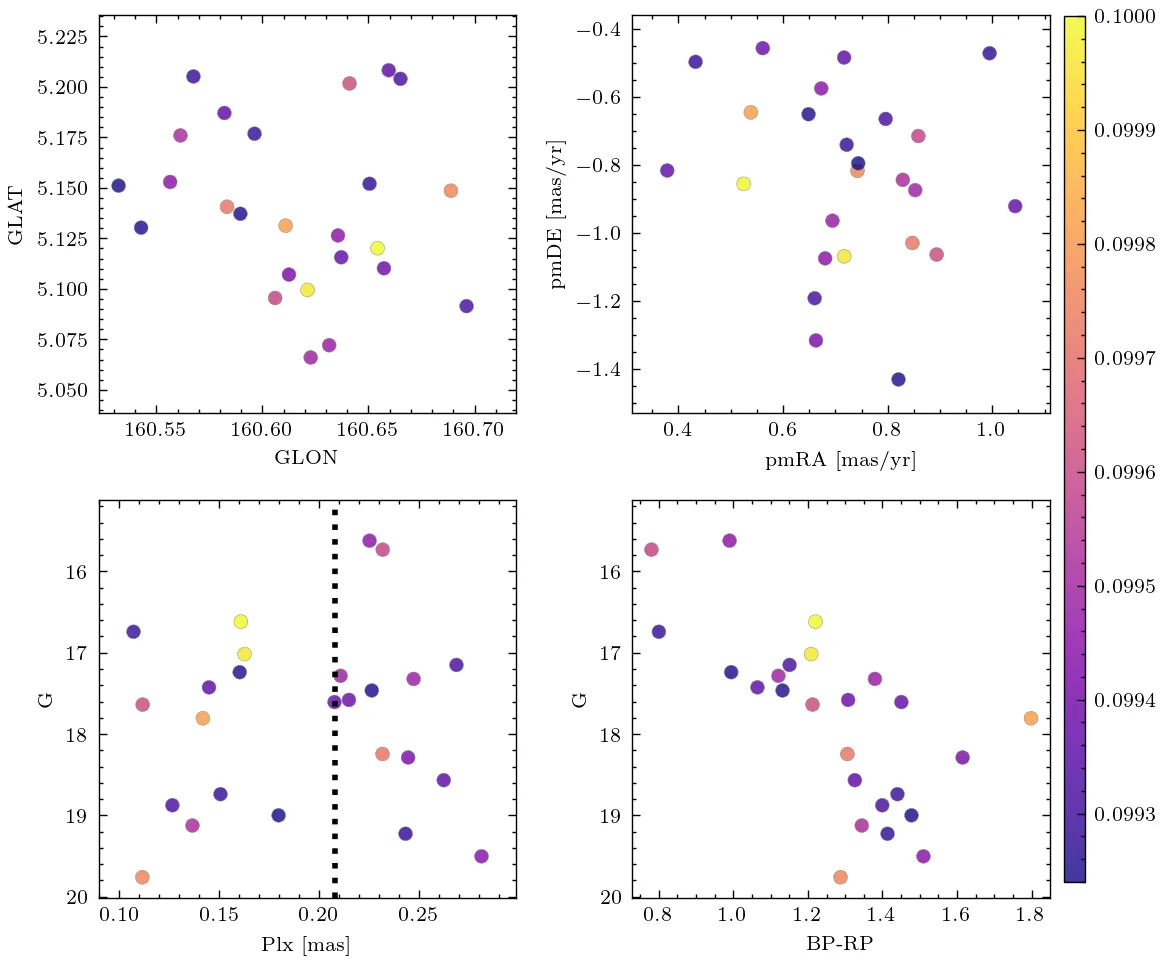 GLAT
5.225
5.200
5.175
5.150
5.125
5.100
5.075
5.050
160.55 160.60 160.65 160.70
GLON
pmDE [mas/yr]
−0.4
−0.6
−0.8
−1.0
−1.2
−1.4
0.4 0.6 0.8 1.0
pmRA [mas/yr]
0.1000
0.0999
0.0998
0.0997
0.0996
0.0995
0.0994
0.0993
G
16
17
18
19
20
0.10 0.15 0.20 0.25
Plx [mas]
G
16
17
18
19
20
0.8 1.0 1.2 1.4 1.6 1.8
BP-RP